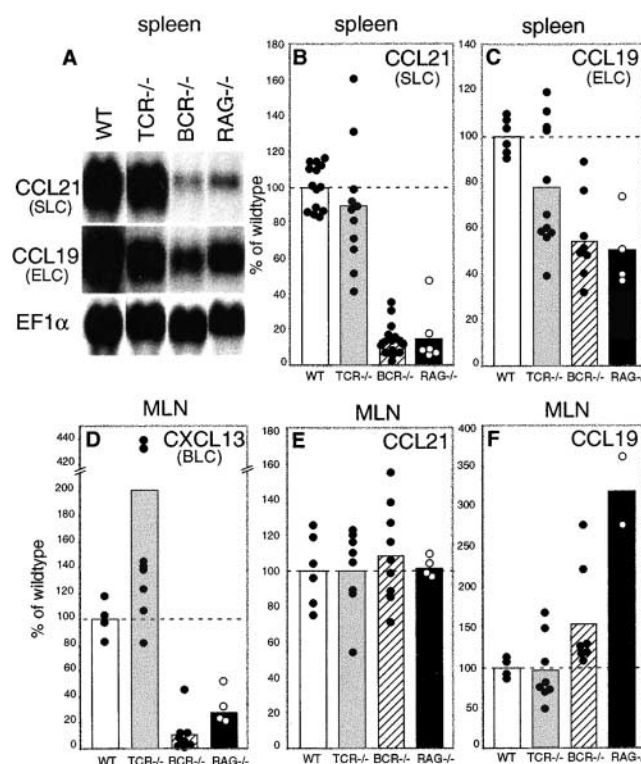 spleen
spleen
spleen
A
WT
TCR-/-
BCR-/-
RAG-/-
CCL21
(SLC)
CCL19
(ELC)
EF1α
B
CCL21
(SLC)
% of wildtype
180
160
140
120
100
80
60
40
20
0
WT
TCR-/-
BCR-/-
RAG-/-
C
CCL19
(ELC)
140
120
100
80
60
40
20
0
WT
TCR-/-
BCR-/-
RAG-/-
MLN
MLN
MLN
D
CXCL13
(BLC)
% of wildtype
440
420
200
180
160
140
120
100
80
60
40
20
0
WT
TCR-/-
BCR-/-
RAG-/-
E
CCL21
180
160
140
120
100
80
60
40
20
0
WT
TCR-/-
BCR-/-
RAG-/-
F
CCL19
400
350
300
250
200
150
100
50
0
WT
TCR-/-
BCR-/-
RAG-/-